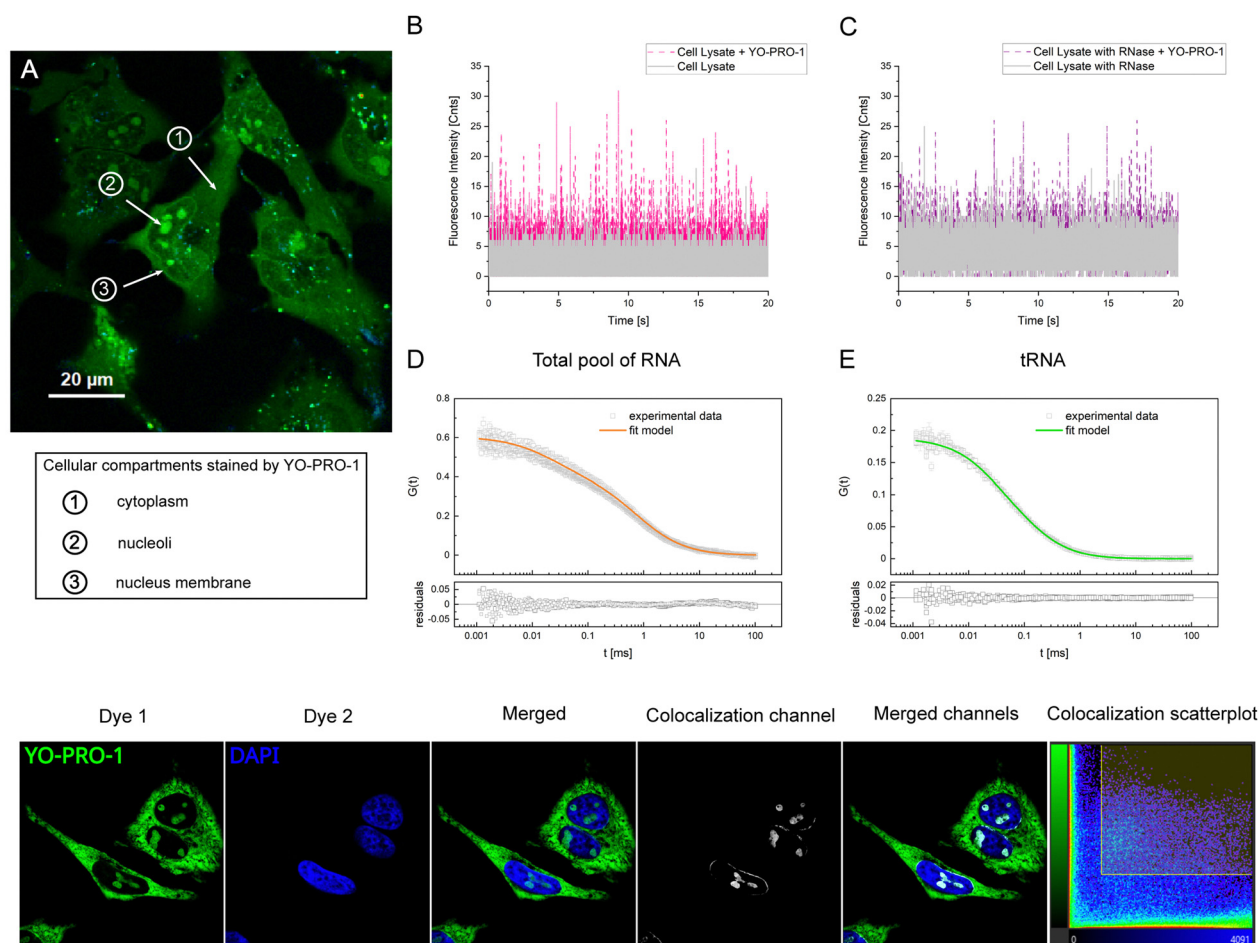 A
①
②
③
20 µm
Cellular compartments stained by YO-PRO-1
① cytoplasm
② nucleoli
③ nucleus membrane
B
Cell Lysate + YO-PRO-1
Cell Lysate
Fluorescence Intensity [Cnts]
35
30
25
20
15
10
5
0
0 5 10 15 20
Time [s]
C
Cell Lysate with RNase + YO-PRO-1
Cell Lysate with RNase
Fluorescence Intensity [Cnts]
35
30
25
20
15
10
5
0
0 5 10 15 20
Time [s]
D
Total pool of RNA
experimental data
fit model
G(t)
0.8
0.6
0.4
0.2
0
residuals
0.05
0
-0.05
0.001 0.01 0.1 1 10 100
t [ms]
E
tRNA
experimental data
fit model
G(t)
0.25
0.2
0.15
0.1
0.05
0
residuals
0.02
0
-0.02
-0.04
0.001 0.01 0.1 1 10 100
t [ms]
Dye 1 Dye 2 Merged Colocalization channel Merged channels Colocalization scatterplot
YO-PRO-1 DAPI
0 4091